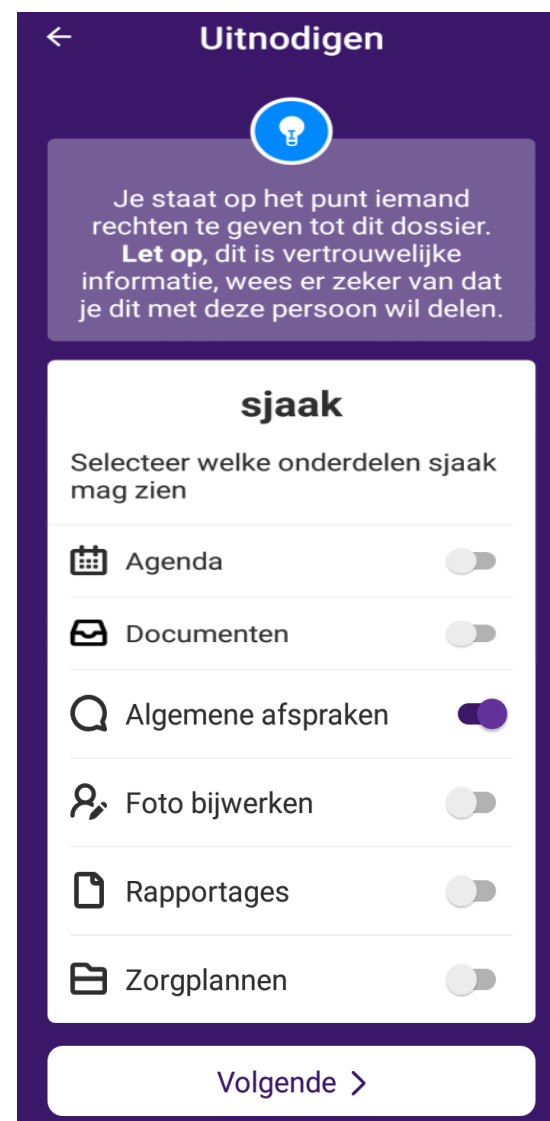 Uitnodigen
Je staat op het punt iemand
rechten te geven tot dit dossier.
Let op, dit is vertrouwelijke
informatie, wees er zeker van dat
je dit met deze persoon wil delen.
sjaak
Selecteer welke onderdelen sjaak
mag zien
Agenda
Documenten
Algemene afspraken
Foto bijwerken
Rapportages
Zorgplannen
Volgende